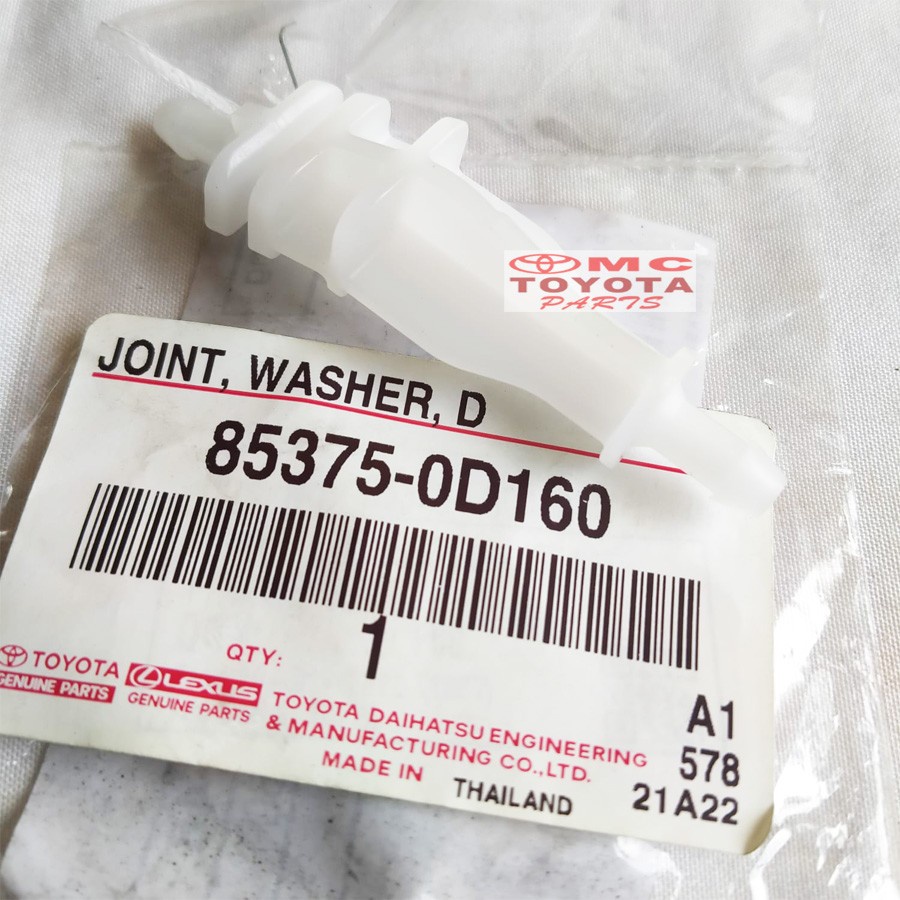 MC
TOYOTA
PARTS
JOINT, WASHER, D
85375-0D160
QTY: 1
TOYOTA
GENUINE PARTS
LEXUS
GENUINE PARTS
TOYOTA DAIHATSU ENGINEERING
& MANUFACTURING CO.,LTD.
MADE IN THAILAND
A1
578
21A22